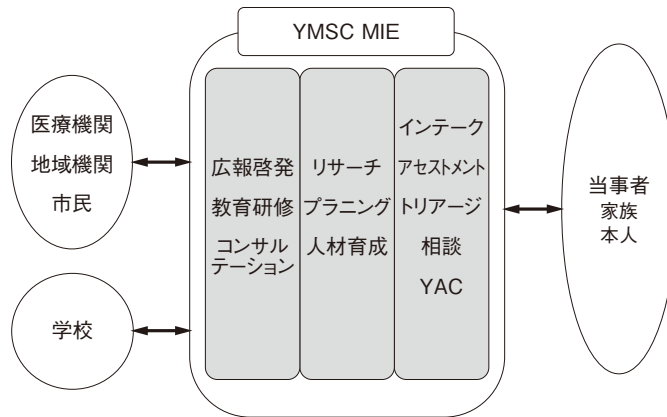 YMSC MIE
医療機関
地域機関
市民
学校
広報啓発
教育研修
コンサル
テーション
リサーチ
プラニング
人材育成
インテーク
アセストメント
トリアージ
相談
YAC
当事者
家族
本人